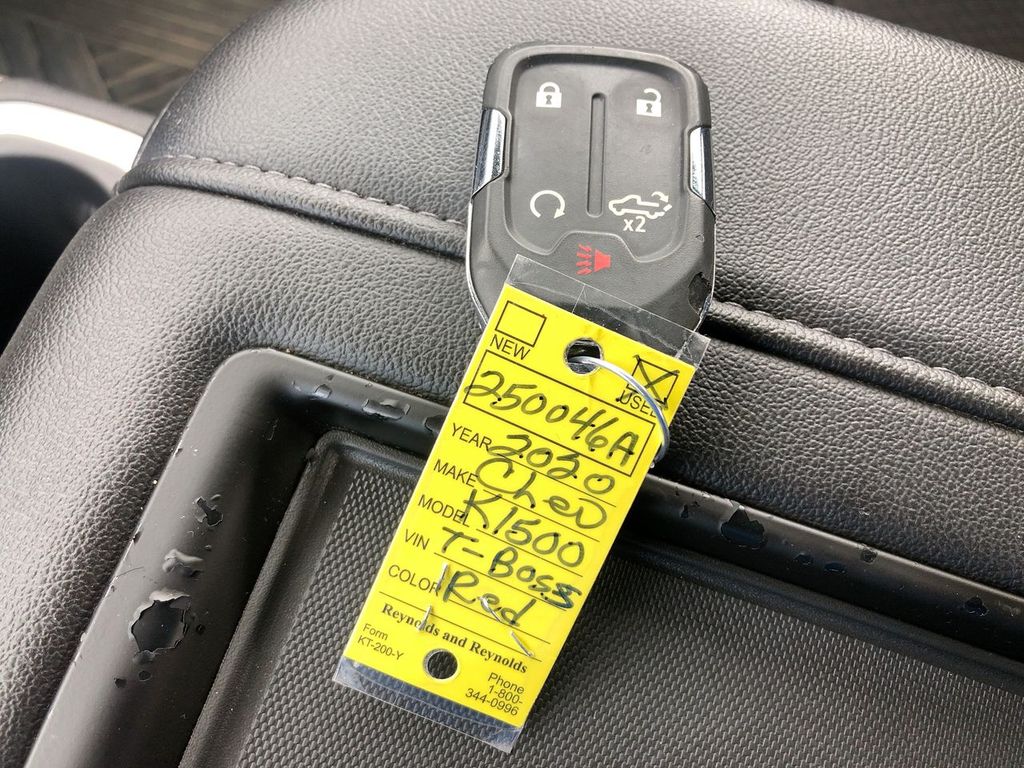 x2
NEW
USED
250046A
YEAR 2020
MAKE Chev
MODEL K1500
VIN T-Boss
COLOR Red
Reynolds and Reynolds
Form
KT-200-Y
Phone
1-800-
344-0996